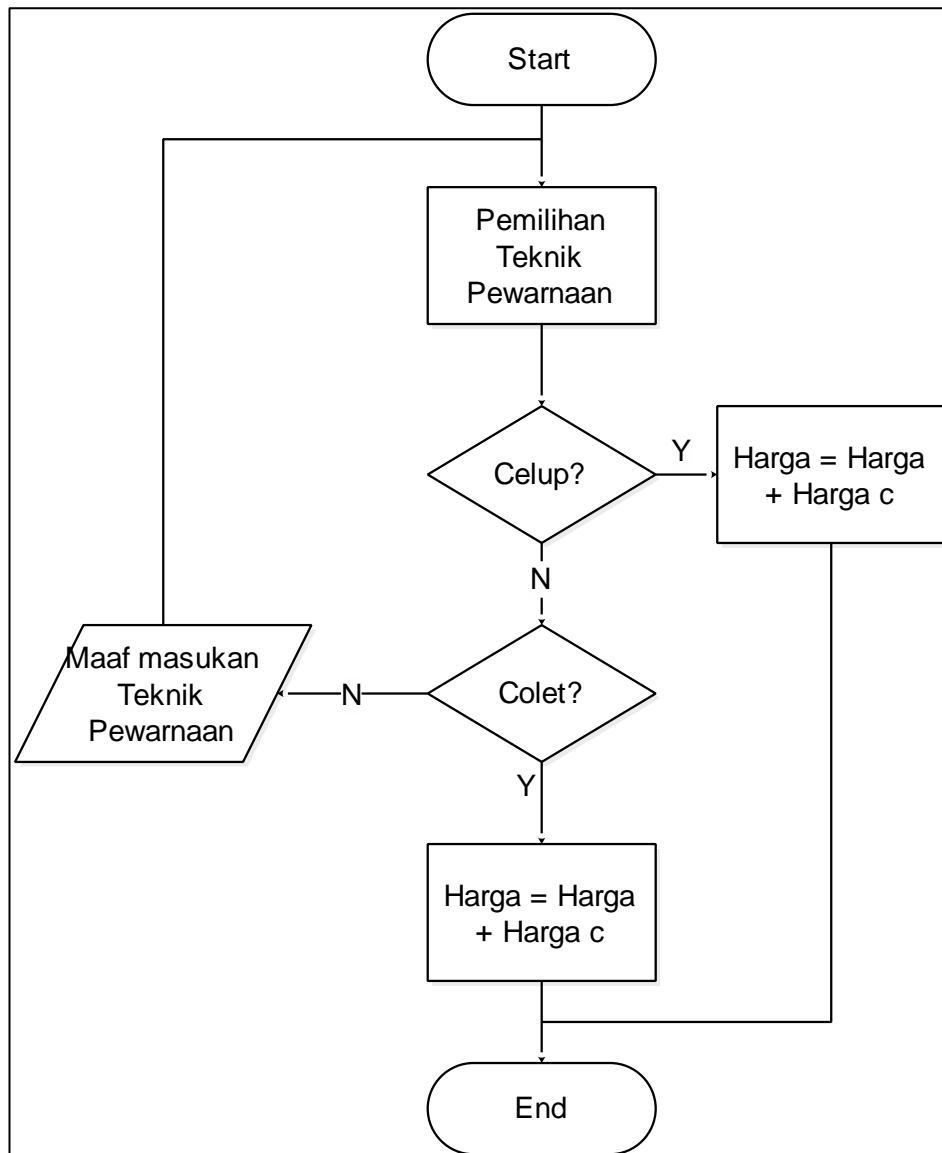 Start
Pemilihan
Teknik
Pewarnaan
Celup?
Y
Harga = Harga
+ Harga c
N
Maaf masukan
Teknik
Pewarnaan
N
Colet?
Y
Harga = Harga
+ Harga c
End